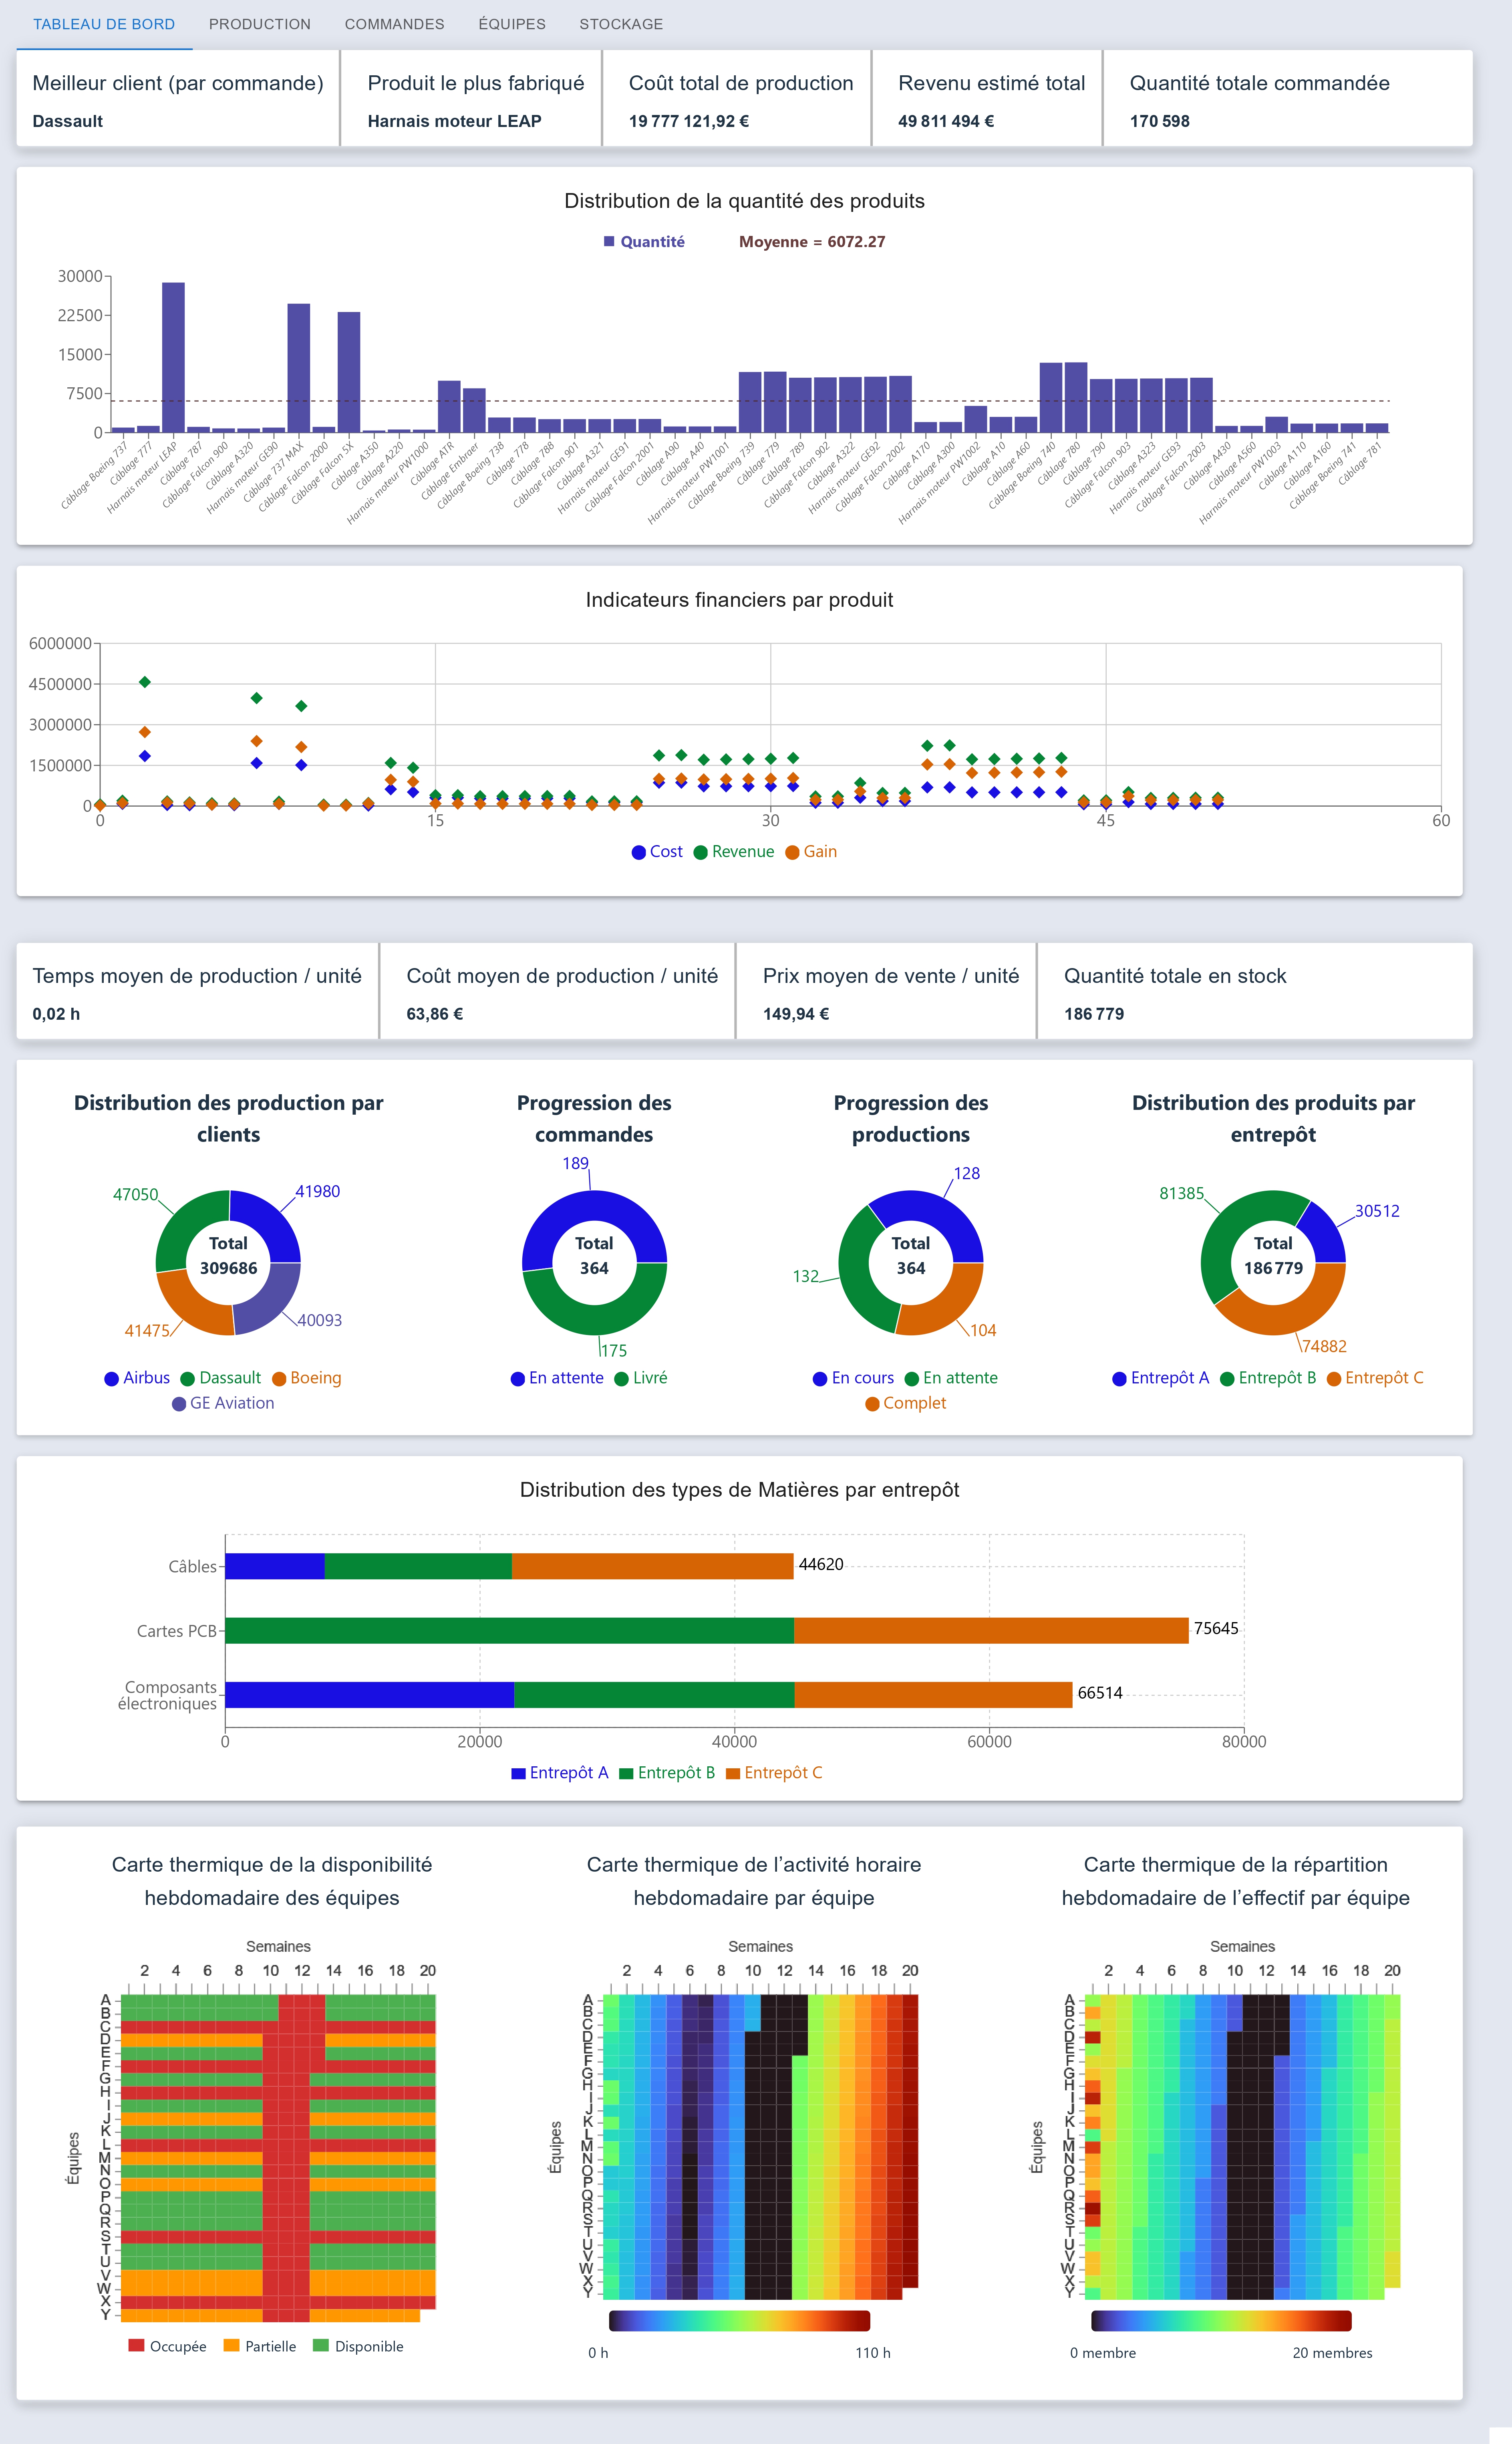 TABLEAU DE BORD PRODUCTION COMMANDES ÉQUIPES STOCKAGE
Meilleur client (par commande)
Dassault
Produit le plus fabriqué
Harnais moteur LEAP
Coût total de production
19 777 121,92 €
Revenu estimé total
49 811 494 €
Quantité totale commandée
170 598
Distribution de la quantité des produits
Quantité Moyenne = 6072.27
30000
22500
15000
7500
0
Câblage Boeing 737
Câblage 777
Harnais moteur LEAP
Câblage 787
Câblage Falcon 900
Câblage A320
Harnais moteur GE90
Câblage 737 MAX
Câblage Falcon 2000
Câblage Falcon 5X
Câblage A350
Câblage A220
Harnais moteur PW1000
Câblage ATR
Câblage Embraer
Câblage Boeing 738
Câblage 778
Câblage 788
Câblage Falcon 901
Câblage A321
Harnais moteur GE91
Câblage Falcon 2001
Câblage A90
Câblage A40
Harnais moteur PW1001
Câblage Boeing 739
Câblage 779
Câblage 789
Câblage Falcon 902
Câblage A322
Harnais moteur GE92
Câblage Falcon 2002
Câblage A170
Câblage A300
Harnais moteur PW1002
Câblage A10
Câblage A60
Câblage Boeing 740
Câblage 780
Câblage 790
Câblage Falcon 903
Câblage A323
Harnais moteur GE93
Câblage Falcon 2003
Câblage A430
Câblage A560
Harnais moteur PW1003
Câblage A110
Câblage A160
Câblage Boeing 741
Câblage 781
Indicateurs financiers par produit
6000000
4500000
3000000
1500000
0
0 15 30 45 60
Cost Revenue Gain
Temps moyen de production / unité
0,02 h
Coût moyen de production / unité
63,86 €
Prix moyen de vente / unité
149,94 €
Quantité totale en stock
186 779
Distribution des production par
clients
47050
41980
Total
309686
41475
40093
Airbus Dassault Boeing
GE Aviation
Progression des
commandes
189
Total
364
175
En attente Livré
Progression des
productions
128
Total
364
132
104
En cours En attente
Complet
Distribution des produits par
entrepôt
81385
30512
Total
186 779
74882
Entrepôt A Entrepôt B Entrepôt C
Distribution des types de Matières par entrepôt
Câbles
44620
Cartes PCB
75645
Composants
électroniques
66514
0 20000 40000 60000 80000
Entrepôt A Entrepôt B Entrepôt C
Carte thermique de la disponibilité
hebdomadaire des équipes
Semaines
2 4 6 8 10 12 14 16 18 20
Équipes
A
B
C
D
E
F
G
H
I
J
K
L
M
N
O
P
Q
R
S
T
U
V
W
X
Y
Occupée Partielle Disponible
Carte thermique de l’activité horaire
hebdomadaire par équipe
Semaines
2 4 6 8 10 12 14 16 18 20
Équipes
A
B
C
D
E
F
G
H
I
J
K
L
M
N
O
P
Q
R
S
T
U
V
W
X
Y
0 h 110 h
Carte thermique de la répartition
hebdomadaire de l’effectif par équipe
Semaines
2 4 6 8 10 12 14 16 18 20
Équipes
A
B
C
D
E
F
G
H
I
J
K
L
M
N
O
P
Q
R
S
T
U
V
W
X
Y
0 membre 20 membres